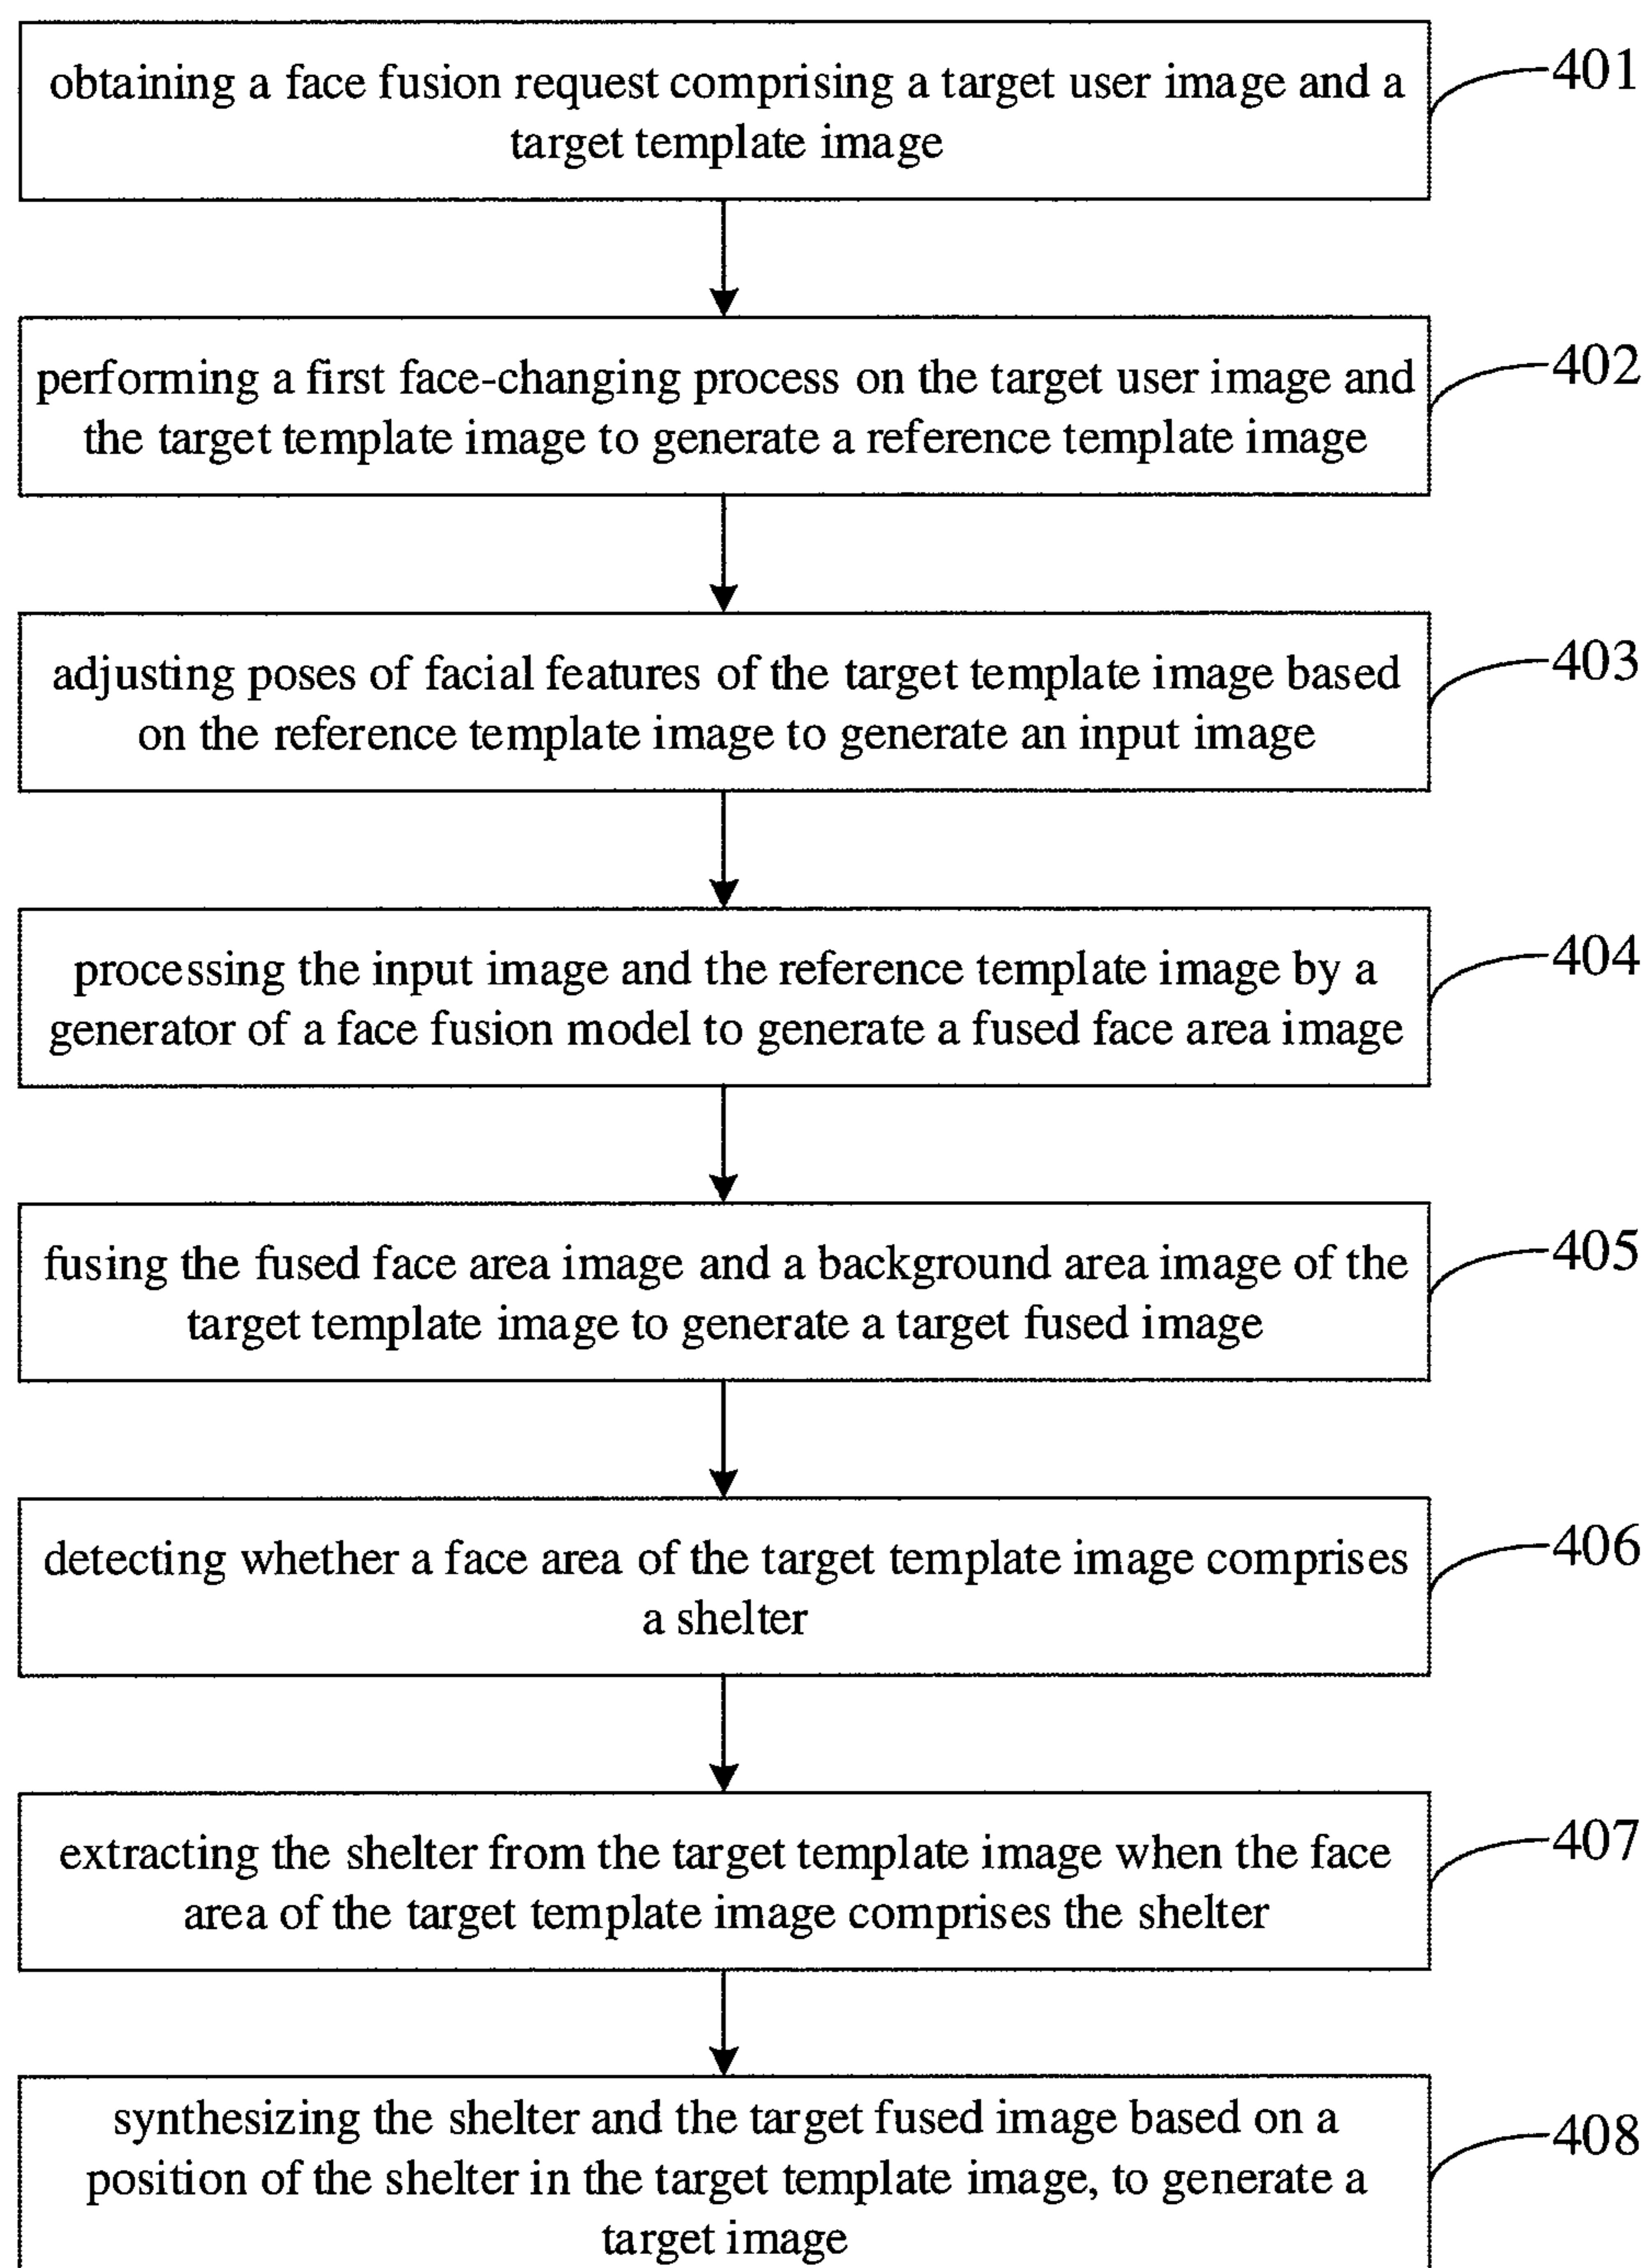 obtaining a face fusion request comprising a target user image and a
target template image
401
performing a first face-changing process on the target user image and
the target template image to generate a reference template image
402
adjusting poses of facial features of the target template image based
on the reference template image to generate an input image
403
processing the input image and the reference template image by a
generator of a face fusion model to generate a fused face area image
404
fusing the fused face area image and a background area image of the
target template image to generate a target fused image
405
detecting whether a face area of the target template image comprises
a shelter
406
extracting the shelter from the target template image when the face
area of the target template image comprises the shelter
407
synthesizing the shelter and the target fused image based on a
position of the shelter in the target template image, to generate a
target image
408